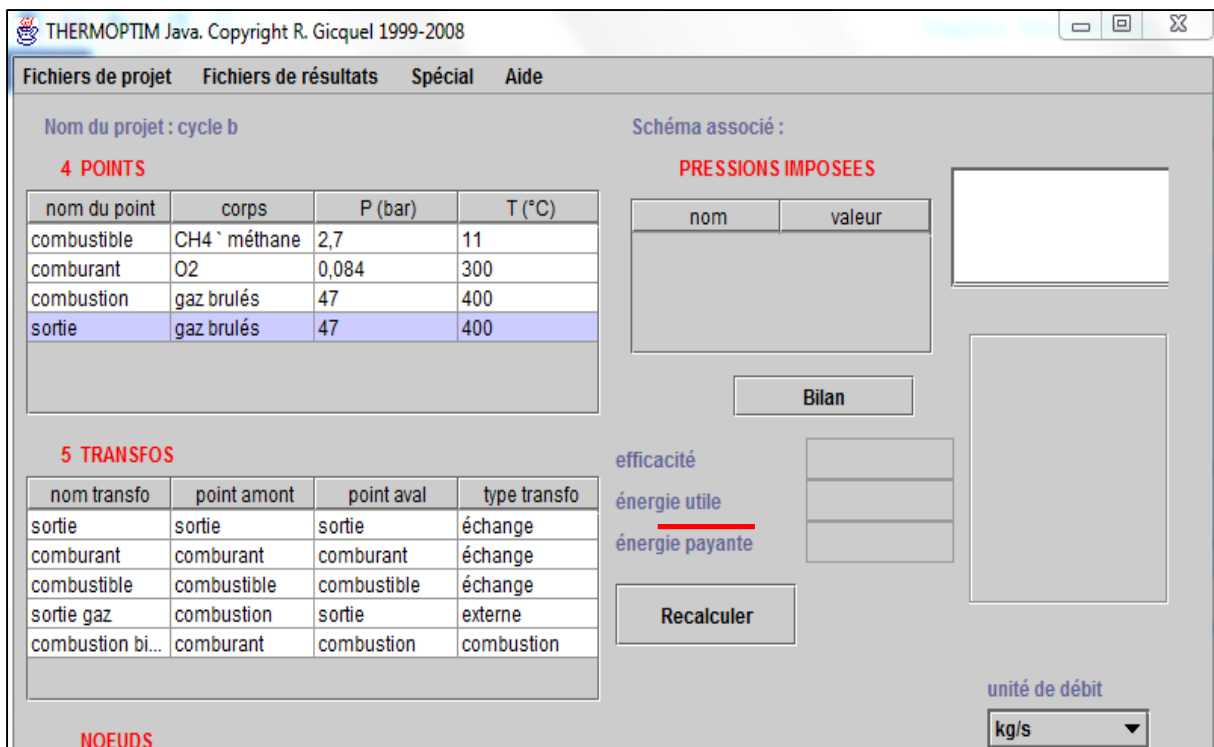 THERMOPTIM Java. Copyright R. Gicquel 1999-2008
Fichiers de projet Fichiers de résultats Spécial Aide
Nom du projet : cycle b
Schéma associé :
4 POINTS
nom du point corps P (bar) T (°C)
combustible CH4 ` méthane 2,7 11
comburant O2 0,084 300
combustion gaz brulés 47 400
sortie gaz brulés 47 400
PRESSIONS IMPOSEES
nom valeur
Bilan
5 TRANSFOS
nom transfo point amont point aval type transfo
sortie sortie sortie échange
comburant comburant comburant échange
combustible combustible combustible échange
sortie gaz combustion sortie externe
combustion bi... comburant combustion combustion
efficacité
énergie utile
énergie payante
Recalculer
unité de débit
kg/s
NOEUDS